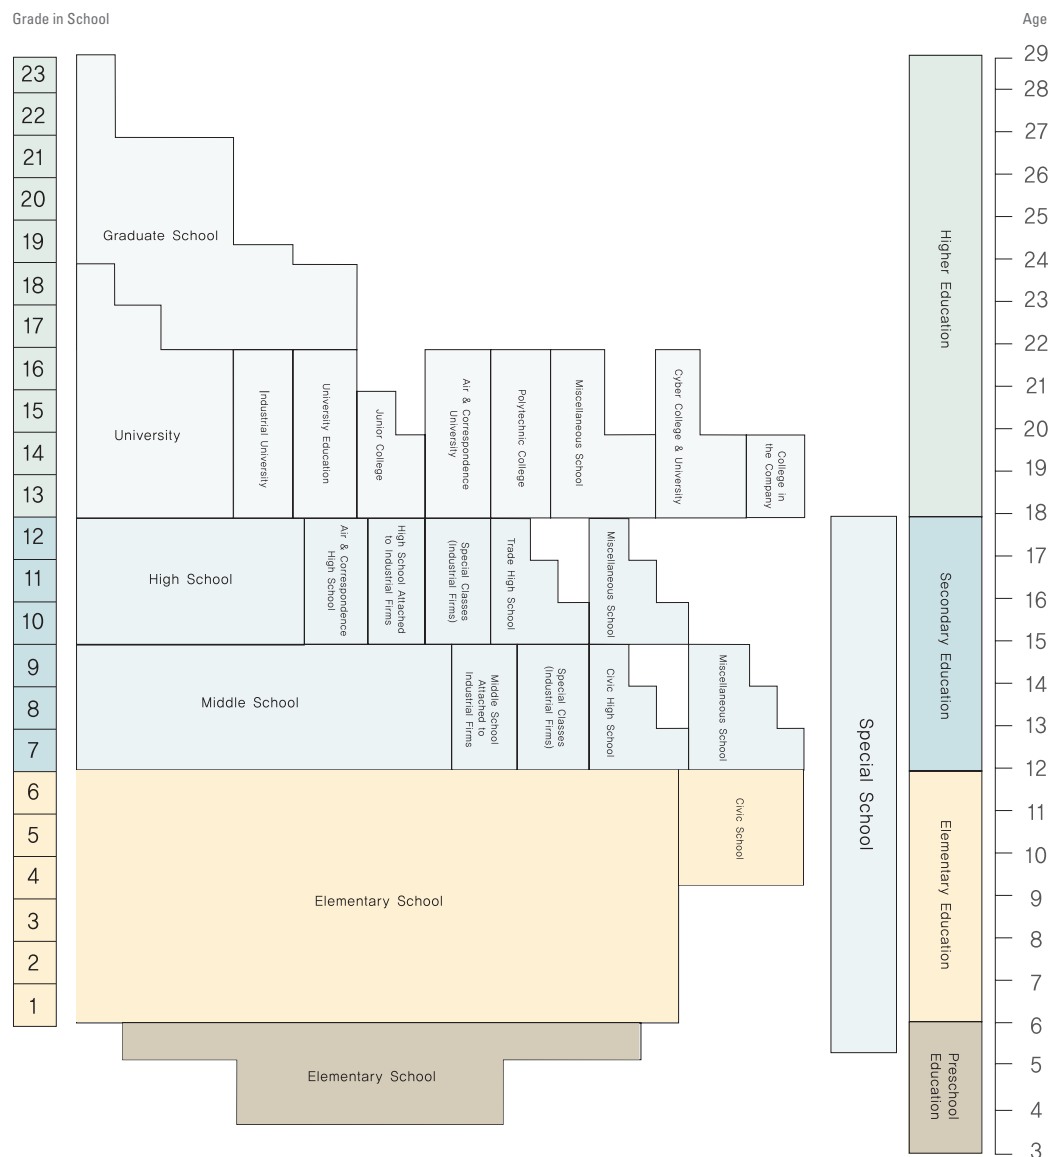 Grade in School
Age
23
22
21
20
19
18
17
16
15
14
13
12
11
10
9
8
7
6
5
4
3
2
1
Graduate School
University
Industrial University
University Education
Junior College
Air & Correspondence
University
Polytechnic College
Miscellaneous School
Cyber College & University
College in
the Company
High School
Air & Correspondence
High School
High School Attached
to Industrial Firms
Special Classes
(Industrial Firms)
Trade High School
Miscellaneous School
Middle School
Middle School
Attached to
Industrial Firms
Special Classes
(Industrial Firms)
Civic High School
Miscellaneous School
Elementary School
Civic School
Elementary School
Special School
Higher Education
Secondary Education
Elementary Education
Preschool
Education
29
28
27
26
25
24
23
22
21
20
19
18
17
16
15
14
13
12
11
10
9
8
7
6
5
4
3